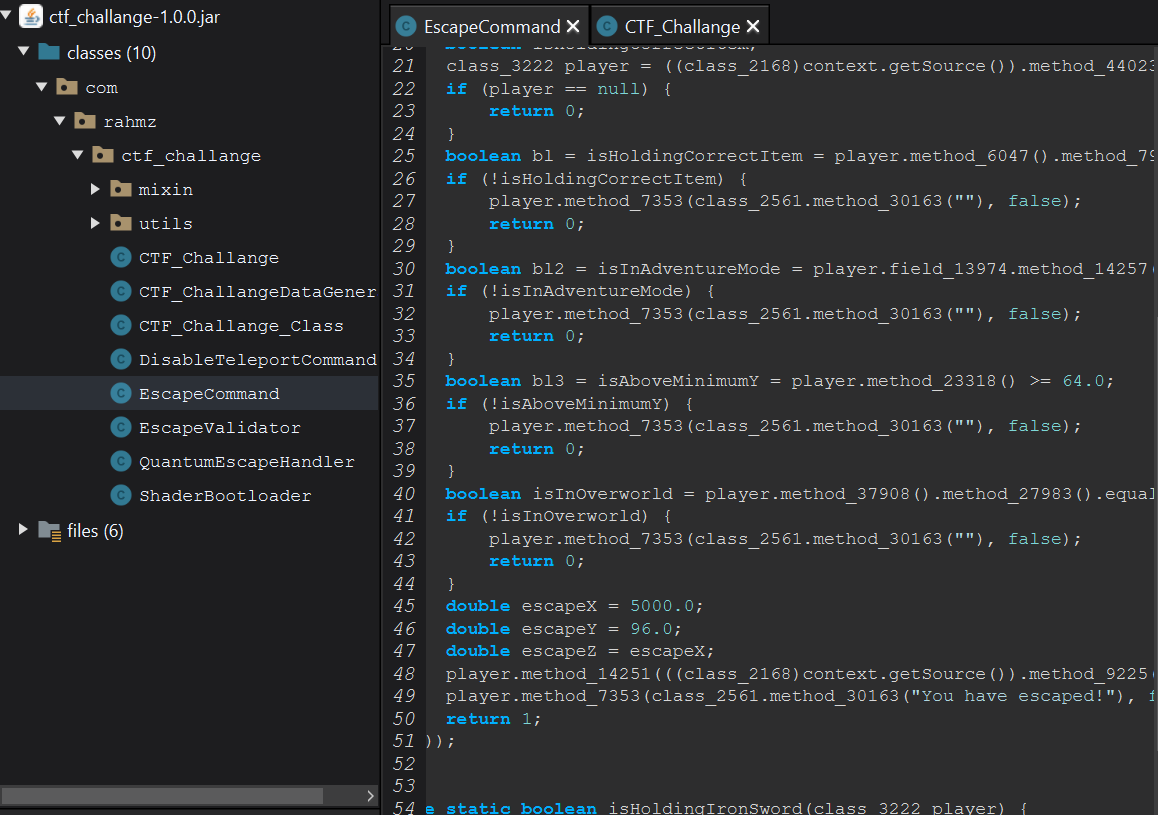 ctf_challange-1.0.0.jar
classes (10)
com
rahmz
ctf_challange
mixin
utils
CTF_Challange
CTF_ChallangeDataGener
CTF_Challange_Class
DisableTeleportCommand
EscapeCommand
EscapeValidator
QuantumEscapeHandler
ShaderBootloader
files (6)
EscapeCommand
CTF_Challange
20 boolean isHoldingCorrectItem;
21 class_3222 player = ((class_2168)context.getSource()).method_44023
22 if (player == null) {
23 return 0;
24 }
25 boolean bl = isHoldingCorrectItem = player.method_6047().method_79
26 if (!isHoldingCorrectItem) {
27 player.method_7353(class_2561.method_30163(""), false);
28 return 0;
29 }
30 boolean bl2 = isInAdventureMode = player.field_13974.method_14257(
31 if (!isInAdventureMode) {
32 player.method_7353(class_2561.method_30163(""), false);
33 return 0;
34 }
35 boolean bl3 = isAboveMinimumY = player.method_23318() >= 64.0;
36 if (!isAboveMinimumY) {
37 player.method_7353(class_2561.method_30163(""), false);
38 return 0;
39 }
40 boolean isInOverworld = player.method_37908().method_27983().equal
41 if (!isInOverworld) {
42 player.method_7353(class_2561.method_30163(""), false);
43 return 0;
44 }
45 double escapeX = 5000.0;
46 double escapeY = 96.0;
47 double escapeZ = escapeX;
48 player.method_14251(((class_2168)context.getSource()).method_9225(
49 player.method_7353(class_2561.method_30163("You have escaped!"), f
50 return 1;
51 ));
52
53
54 e static boolean isHoldingIronSword(class_3222 player) {